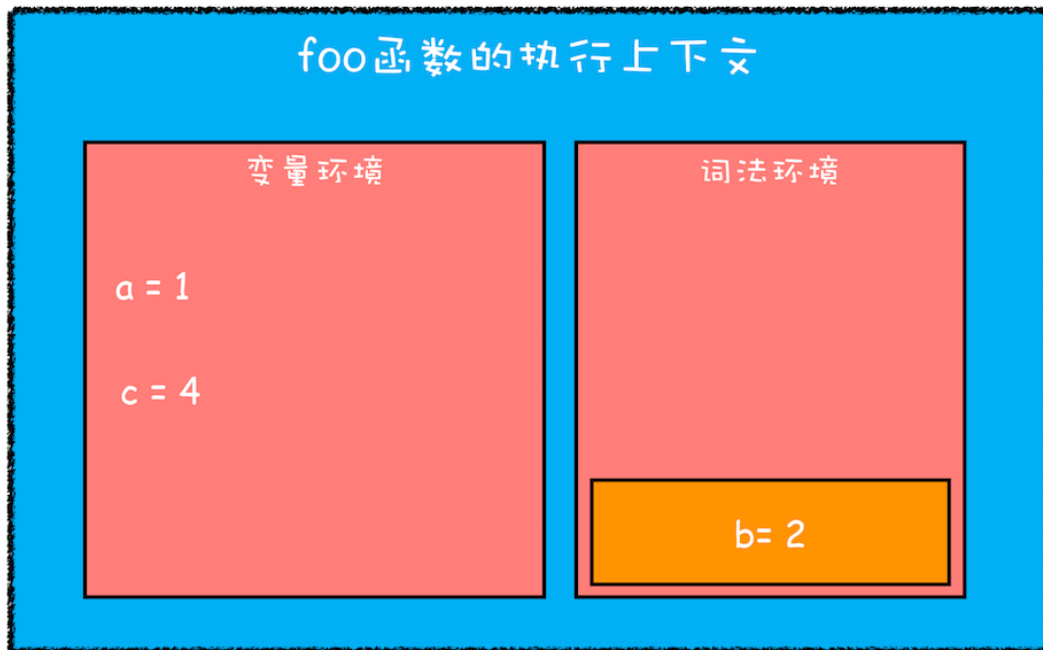 foo函数的执行上下文
变量环境
a = 1
c = 4
词法环境
b= 2